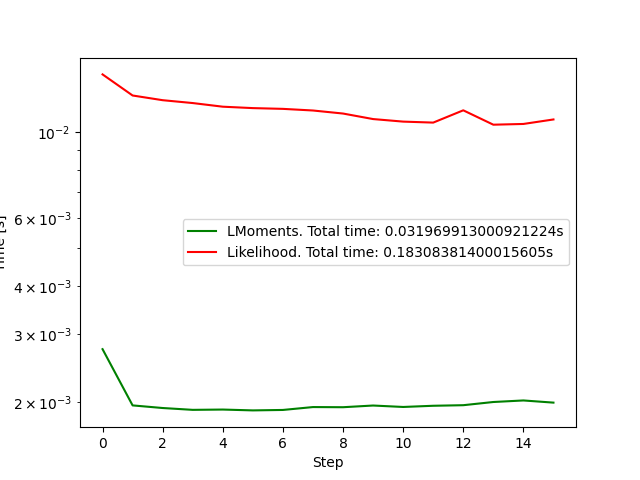 10⁻²
6 × 10⁻³
4 × 10⁻³
3 × 10⁻³
2 × 10⁻³
Time [s]
LMoments. Total time: 0.031969913000921224s
Likelihood. Total time: 0.18308381400015605s
0 2 4 6 8 10 12 14
Step